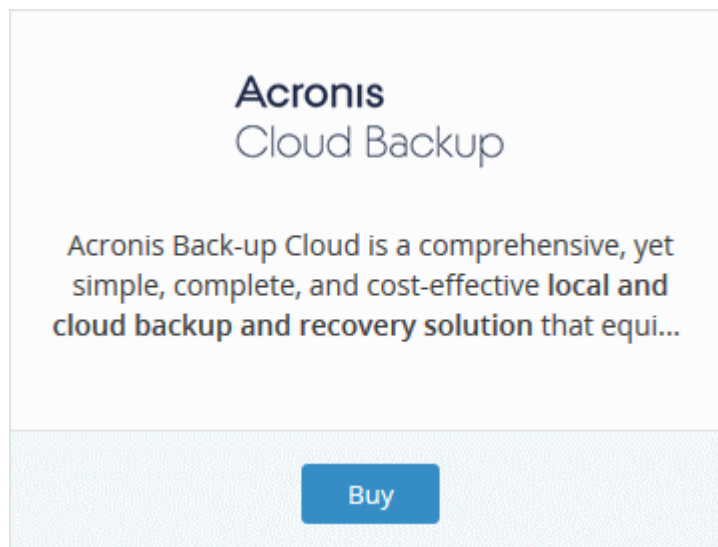 Acronis
Cloud Backup
Acronis Back-up Cloud is a comprehensive, yet
simple, complete, and cost-effective local and
cloud backup and recovery solution that equi...
Buy